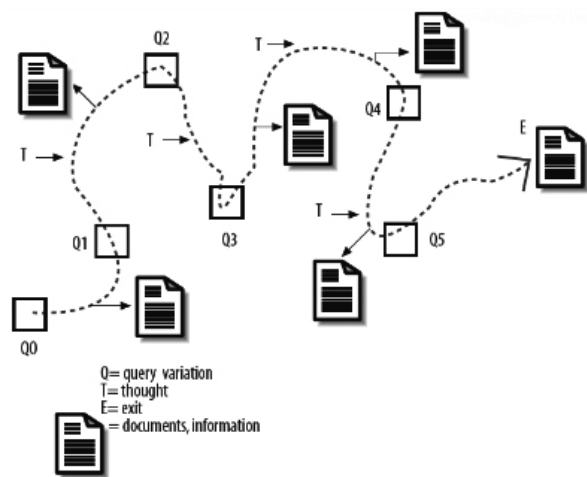 Q2
T
T
Q4
E
T
Q3
T
Q1
Q5
Q0
Q= query variation
T= thought
E= exit
= documents, information